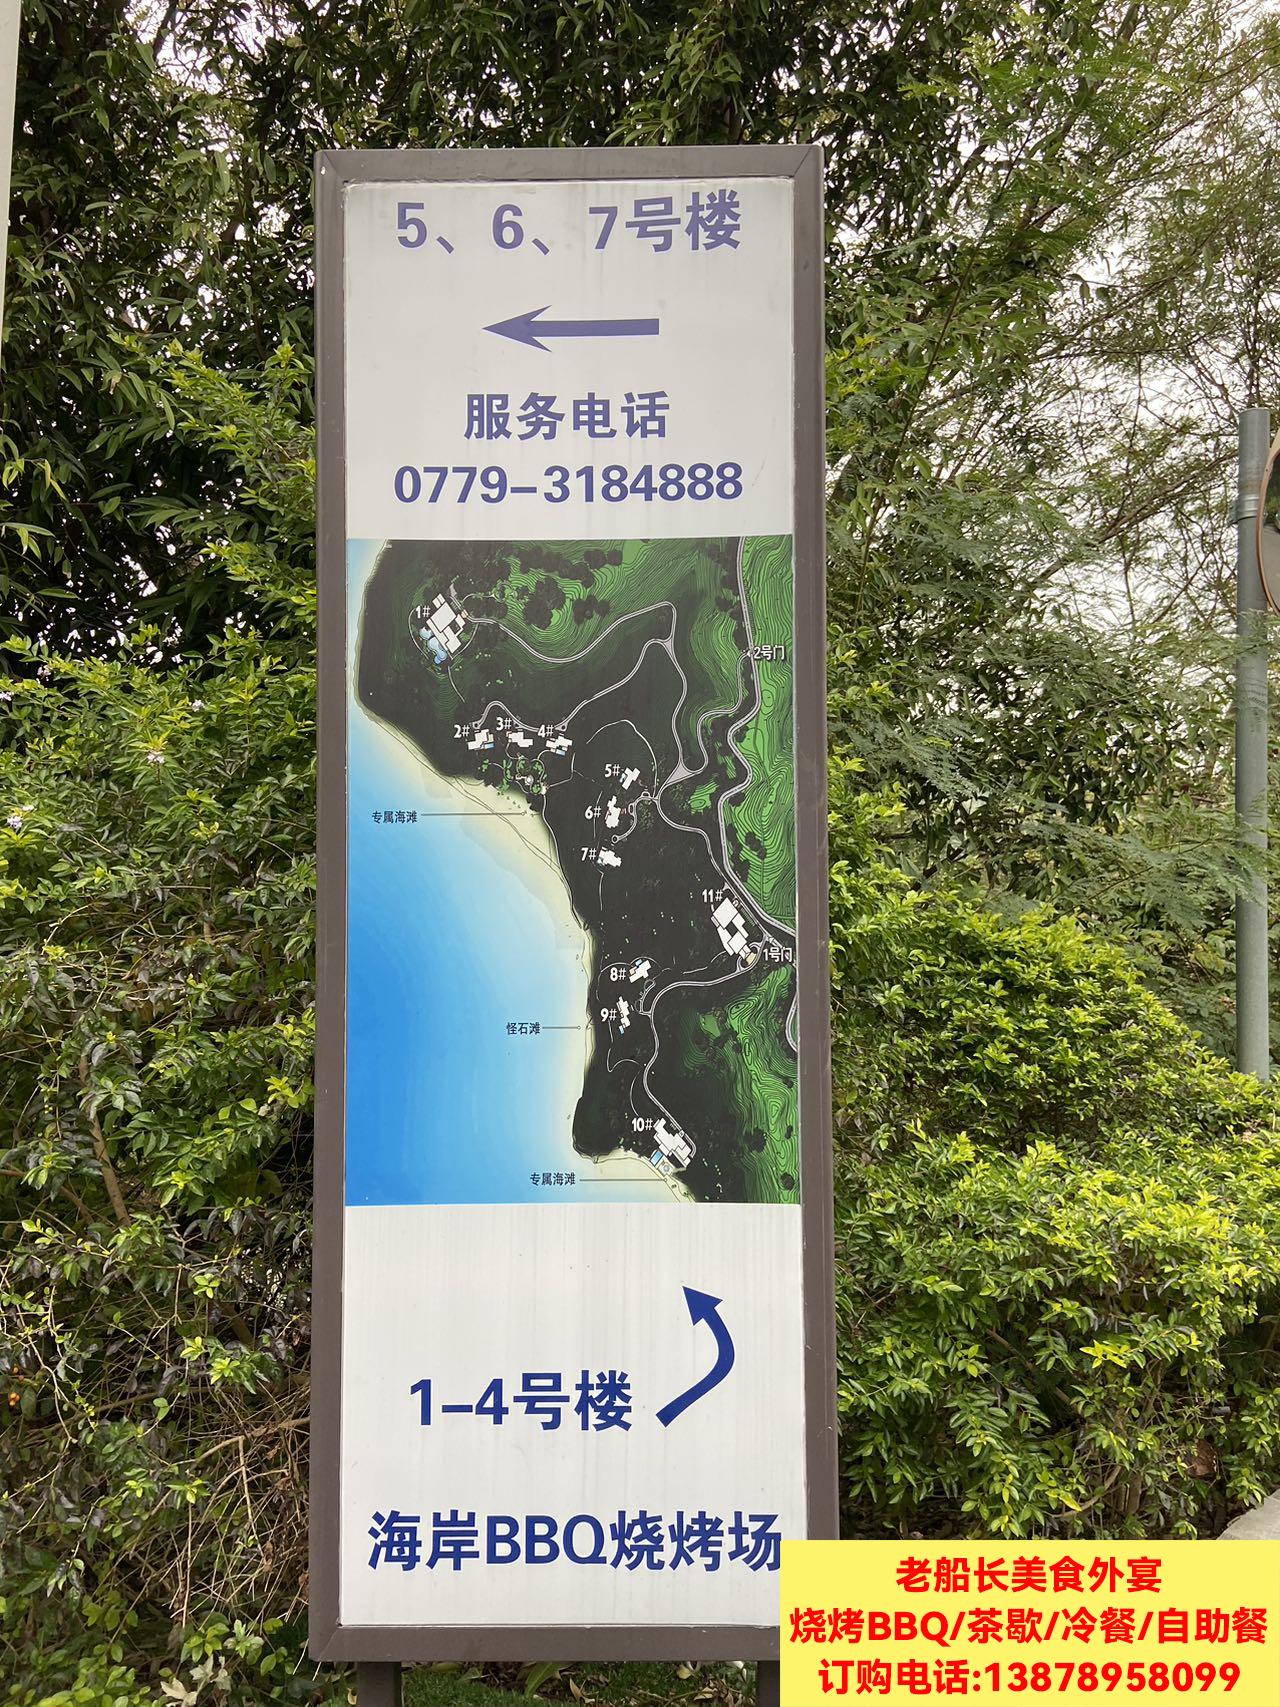 5、6、7号楼
服务电话
0779-3184888
1#
2号门
2# 3# 4#
5#
专属海滩
6#
7#
11#
1号门
8#
9#
怪石滩
10#
专属海滩
1-4号楼
海岸BBQ烧烤场
老船长美食外宴
烧烤BBQ/茶歇/冷餐/自助餐
订购电话:13878958099